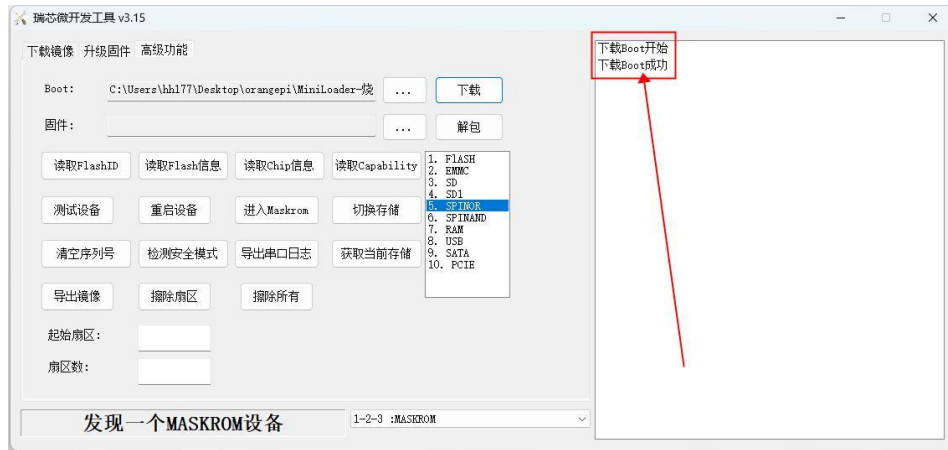 瑞芯微开发工具 v3.15
下载镜像 升级固件 高级功能
Boot: C:\Users\hh177\Desktop\orangepi\MiniLoader-烧 ... 下载
固件: ... 解包
读取FlashID 读取Flash信息 读取Chip信息 读取Capability
测试设备 重启设备 进入Maskrom 切换存储
清空序列号 检测安全模式 导出串口日志 获取当前存储
导出镜像 擦除扇区 擦除所有
1. FlASH
2. EMMC
3. SD
4. SD1
5. SPINOR
6. SPINAND
7. RAM
8. USB
9. SATA
10. PCIE
起始扇区:
扇区数:
发现一个MASKROM设备 1-2-3 :MASKROM
下载Boot开始
下载Boot成功